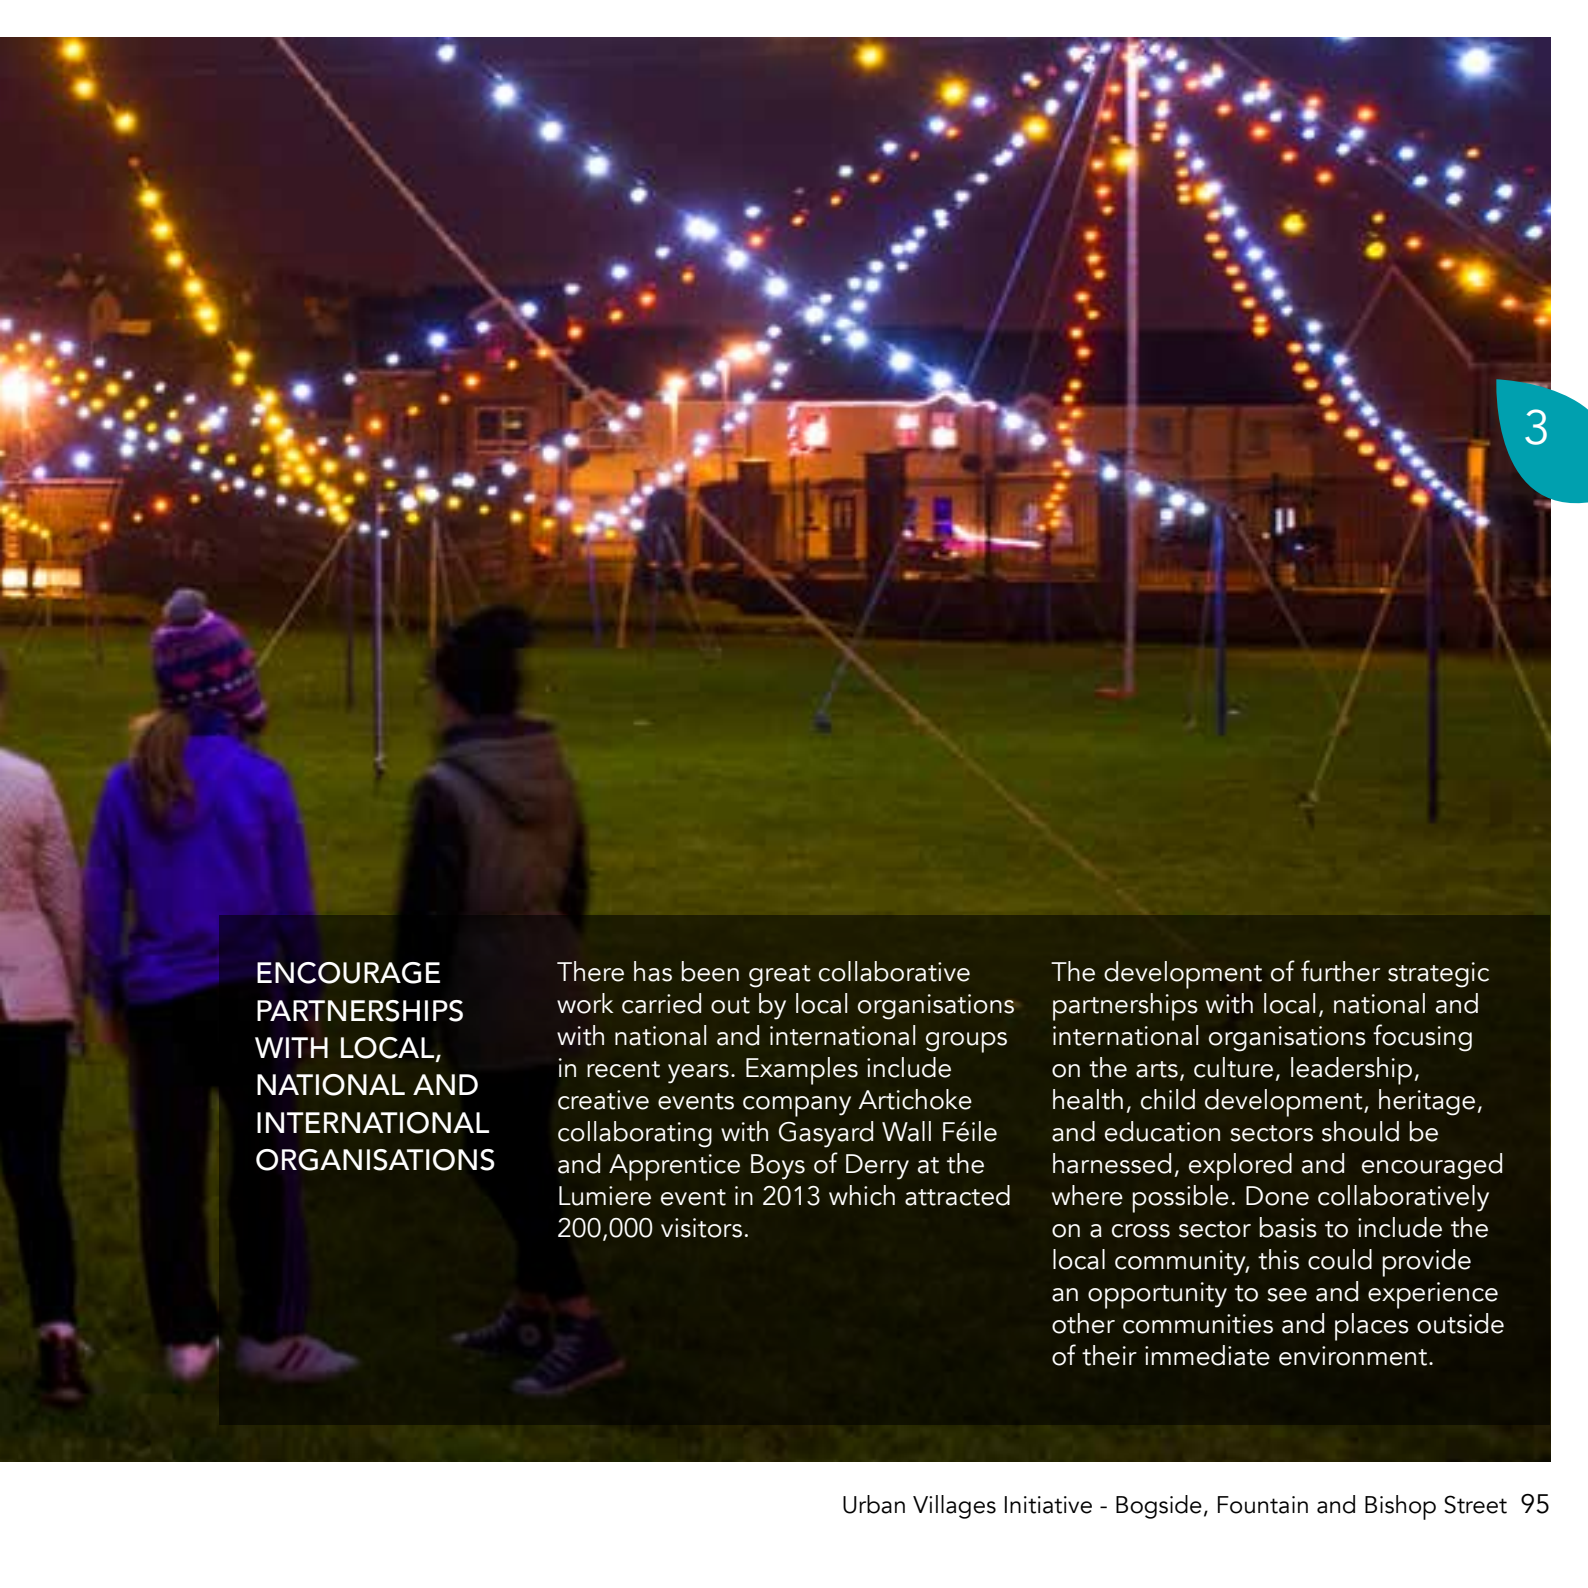 3
ENCOURAGE
PARTNERSHIPS
WITH LOCAL,
NATIONAL AND
INTERNATIONAL
ORGANISATIONS
There has been great collaborative
work carried out by local organisations
with national and international groups
in recent years. Examples include
creative events company Artichoke
collaborating with Gasyard Wall Féile
and Apprentice Boys of Derry at the
Lumiere event in 2013 which attracted
200,000 visitors.
The development of further strategic
partnerships with local, national and
international organisations focusing
on the arts, culture, leadership,
health, child development, heritage,
and education sectors should be
harnessed, explored and  encouraged
where possible. Done collaboratively
on a cross sector basis to include the
local community, this could provide
an opportunity to see and experience
other communities and places outside
of their immediate environment.
Urban Villages Initiative - Bogside, Fountain and Bishop Street 95